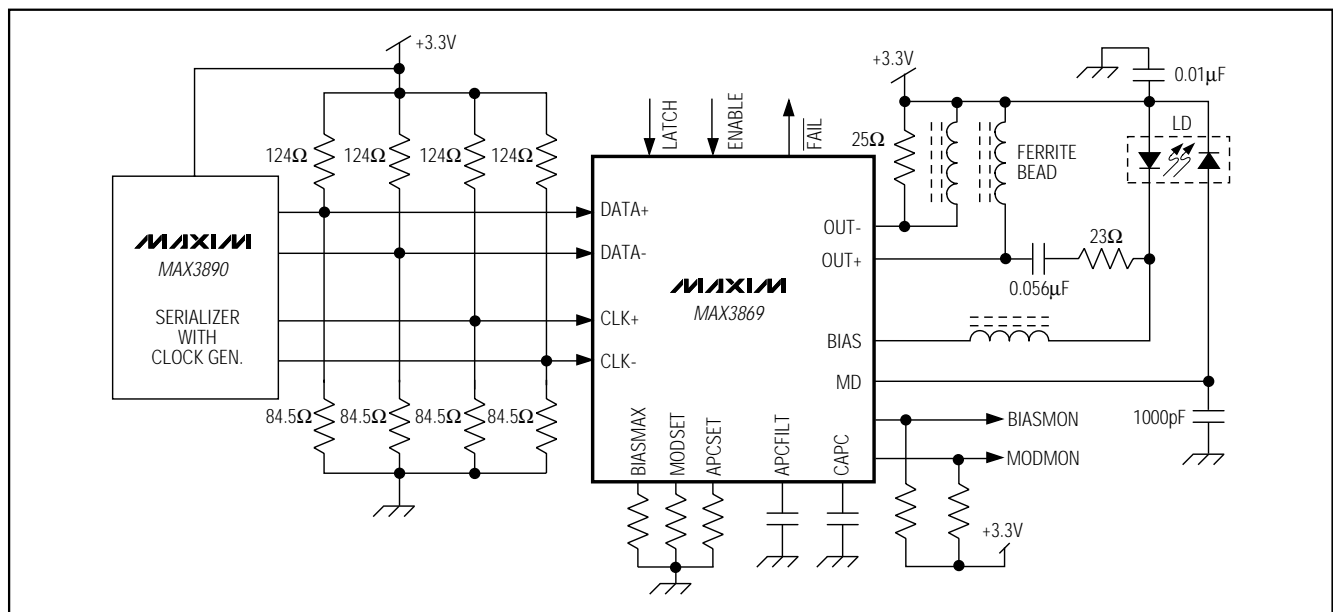 +3.3V
124Ω
124Ω
124Ω
124Ω
MAXIM
MAX3890
SERIALIZER
WITH
CLOCK GEN.
84.5Ω
84.5Ω
84.5Ω
84.5Ω
LATCH
ENABLE
FAIL
DATA+
DATA-
CLK+
CLK-
MAXIM
MAX3869
OUT-
OUT+
BIAS
MD
BIASMAX
MODSET
APCSET
APCFILT
CAPC
+3.3V
25Ω
FERRITE
BEAD
0.01μF
LD
23Ω
0.056μF
1000pF
BIASMON
MODMON
+3.3V